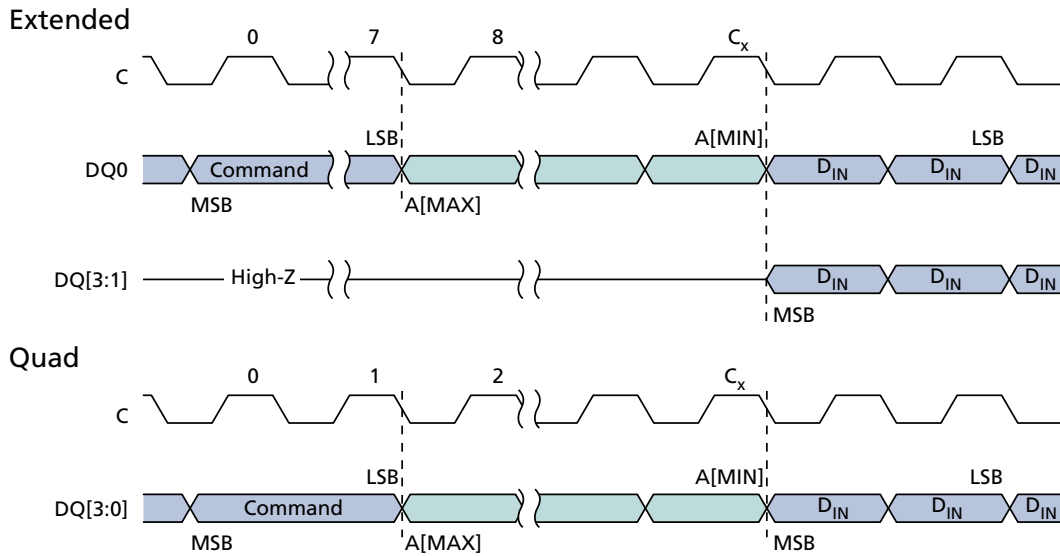 Extended
0 7 8 Cx
C
LSB A[MIN] LSB
DQ0 Command DIN DIN DIN
MSB A[MAX]
DQ[3:1] High-Z DIN DIN DIN
MSB
Quad
0 1 2 Cx
C
LSB A[MIN] LSB
DQ[3:0] Command DIN DIN DIN
MSB A[MAX] MSB